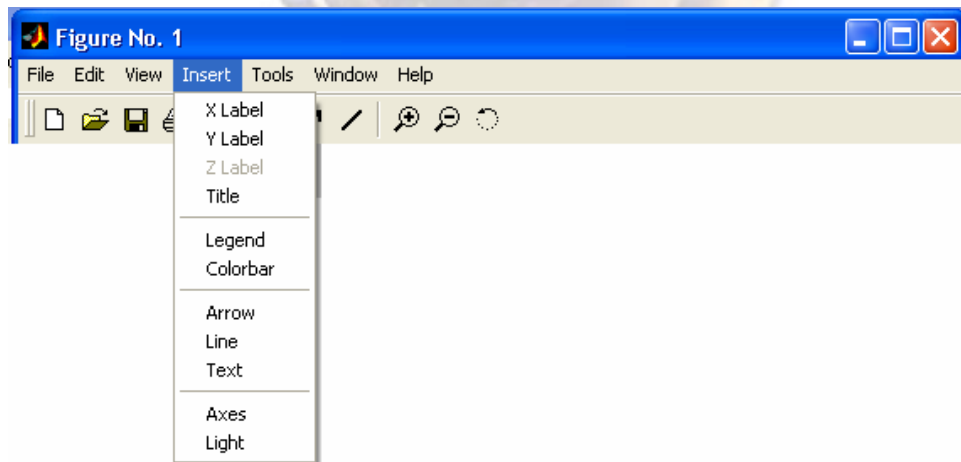 Figure No. 1
File Edit View Insert Tools Window Help
X Label
Y Label
Z Label
Title
Legend
Colorbar
Arrow
Line
Text
Axes
Light